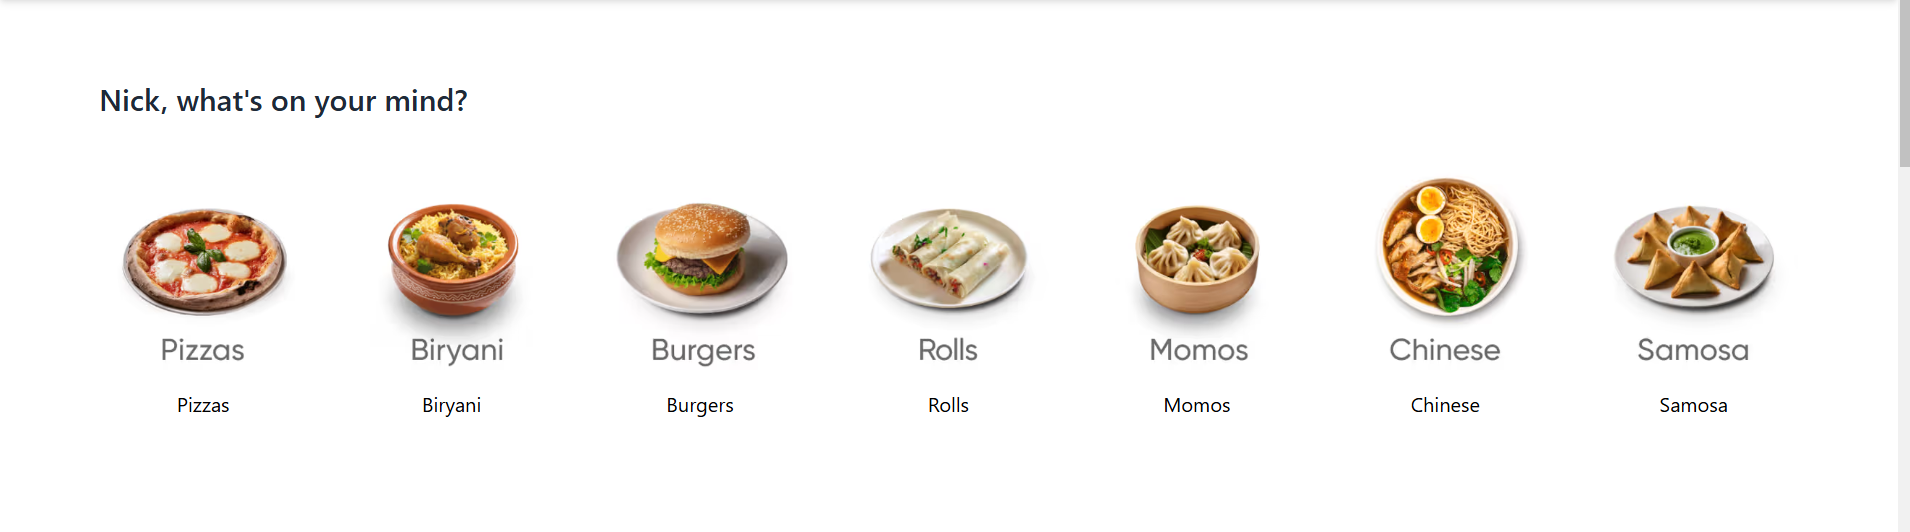 Nick, what's on your mind?
Pizzas Biryani Burgers Rolls Momos Chinese Samosa
Pizzas Biryani Burgers Rolls Momos Chinese Samosa